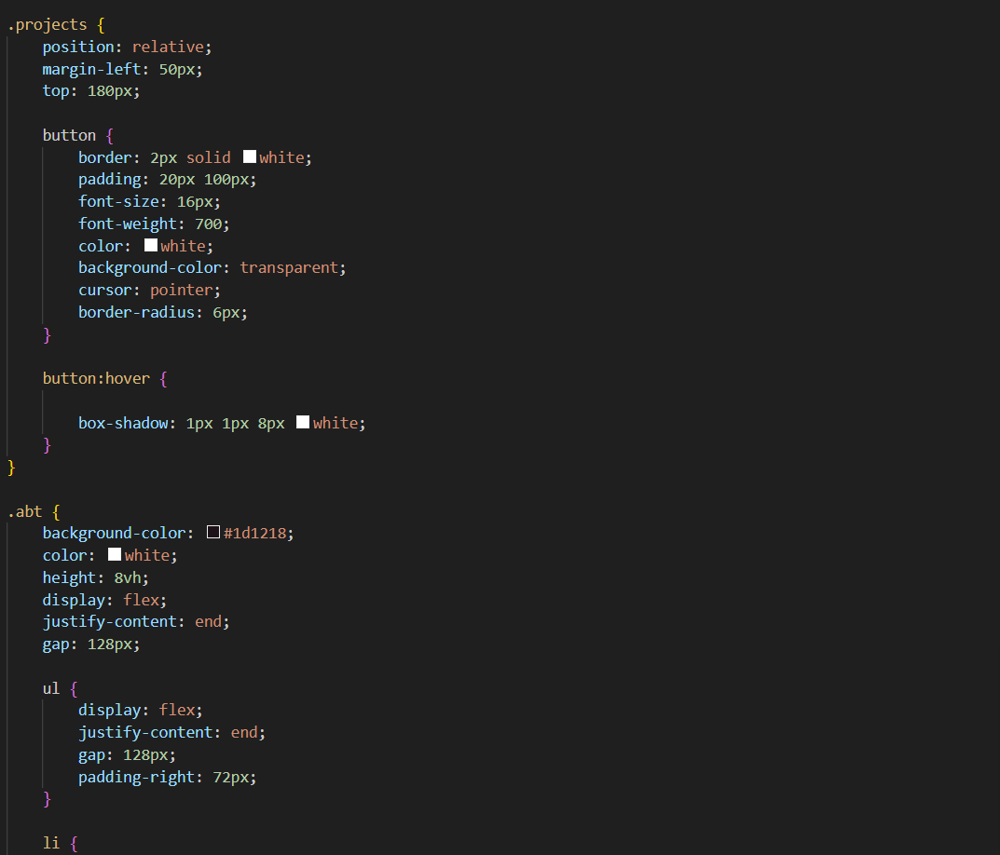 .projects {
    position: relative;
    margin-left: 50px;
    top: 180px;

    button {
        border: 2px solid white;
        padding: 20px 100px;
        font-size: 16px;
        font-weight: 700;
        color: white;
        background-color: transparent;
        cursor: pointer;
        border-radius: 6px;
    }

    button:hover {

        box-shadow: 1px 1px 8px white;
    }
}

.abt {
    background-color: #1d1218;
    color: white;
    height: 8vh;
    display: flex;
    justify-content: end;
    gap: 128px;

    ul {
        display: flex;
        justify-content: end;
        gap: 128px;
        padding-right: 72px;
    }

    li {